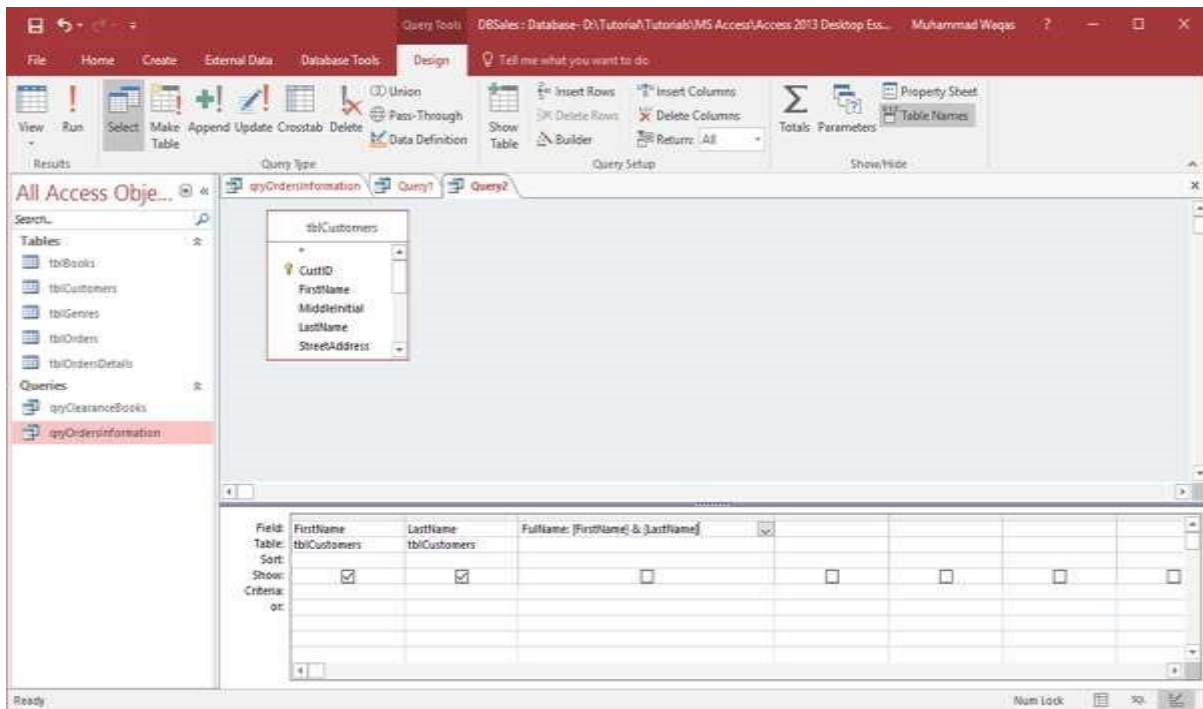 Query Tools DBSales : Database- D:\Tutorial\Tutorials\MS Access\Access 2013 Desktop Ess... Muhammad Waqas ?
File Home Create External Data Database Tools Design Tell me what you want to do
View Run Select Make Table Append Update Crosstab Delete
Union
Pass-Through
Data Definition
Show Table
Insert Rows
Delete Rows
Builder
Insert Columns
Delete Columns
Return: All
Totals Parameters
Property Sheet
Table Names
Results Query Type Query Setup Show/Hide
All Access Obje...
Search...
Tables
tblBooks
tblCustomers
tblGenres
tblOrders
tblOrdersDetails
Queries
qryClearanceBooks
qryOrdersInformation
qryOrdersInformation Query1 Query2
tblCustomers
*
CustID
FirstName
MiddleInitial
LastName
StreetAddress
Field: FirstName LastName FulName: [FirstName] & [LastName]
Table: tblCustomers tblCustomers
Sort:
Show:
Criteria:
or:
Ready Num Lock SQL